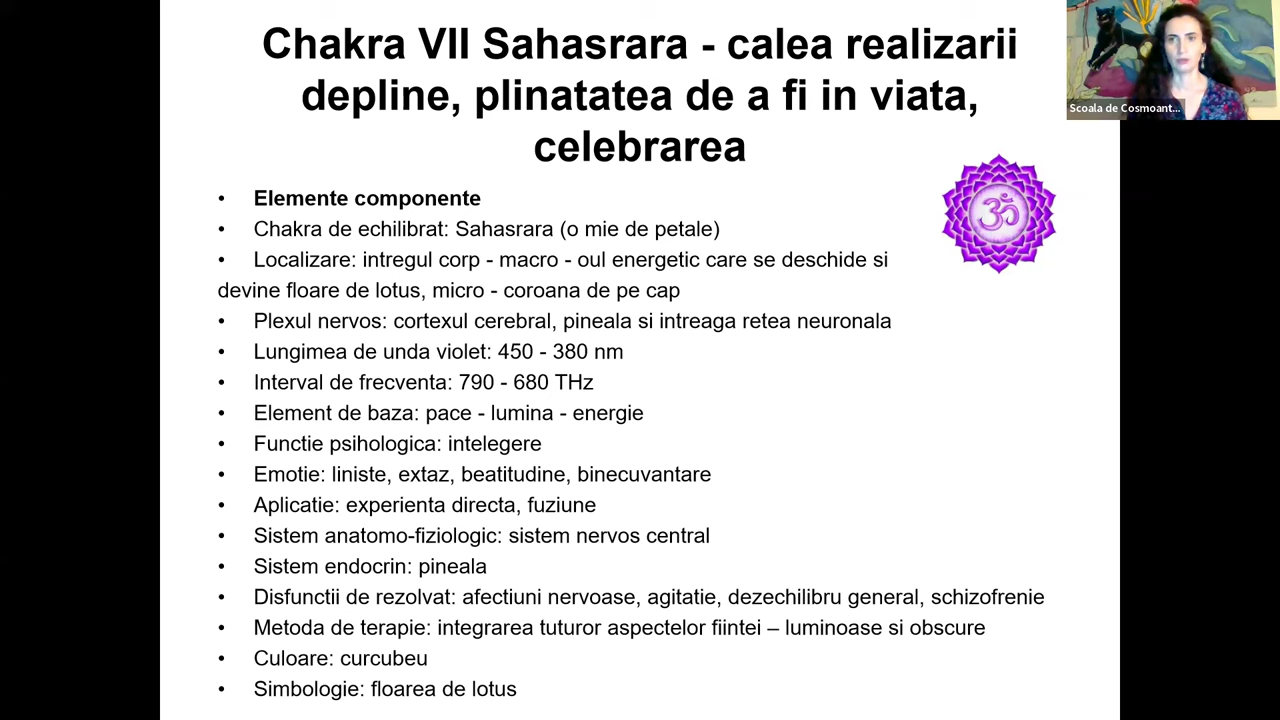 Chakra VII Sahasrara - calea realizarii
depline, plinatatea de a fi in viata,
celebrarea
Scoala de Cosmoant...
• Elemente componente
• Chakra de echilibrat: Sahasrara (o mie de petale)
• Localizare: intregul corp - macro - oul energetic care se deschide si
devine floare de lotus, micro - coroana de pe cap
• Plexul nervos: cortexul cerebral, pineala si intreaga retea neuronala
• Lungimea de unda violet: 450 - 380 nm
• Interval de frecventa: 790 - 680 THz
• Element de baza: pace - lumina - energie
• Functie psihologica: intelegere
• Emotie: liniste, extaz, beatitudine, binecuvantare
• Aplicatie: experienta directa, fuziune
• Sistem anatomo-fiziologic: sistem nervos central
• Sistem endocrin: pineala
• Disfunctii de rezolvat: afectiuni nervoase, agitatie, dezechilibru general, schizofrenie
• Metoda de terapie: integrarea tuturor aspectelor fiintei – luminoase si obscure
• Culoare: curcubeu
• Simbologie: floarea de lotus
ॐ